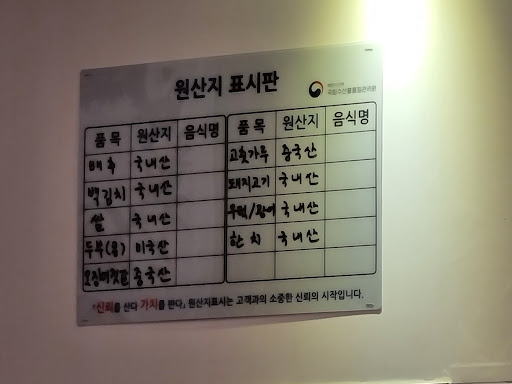 원산지 표시판
국립수산물품질관리원
품 목 원산지 음식명 품 목 원산지 음식명
배추 국내산 고춧가루 중국산
백김치 국내산 돼지고기 국내산
쌀 국내산 우럭/광어 국내산
두부(콩) 미국산 한치 국내산
오징어젓갈 중국산
『신뢰를 산다 가치를 판다』 원산지표시는 고객과의 소중한 신뢰의 시작입니다.